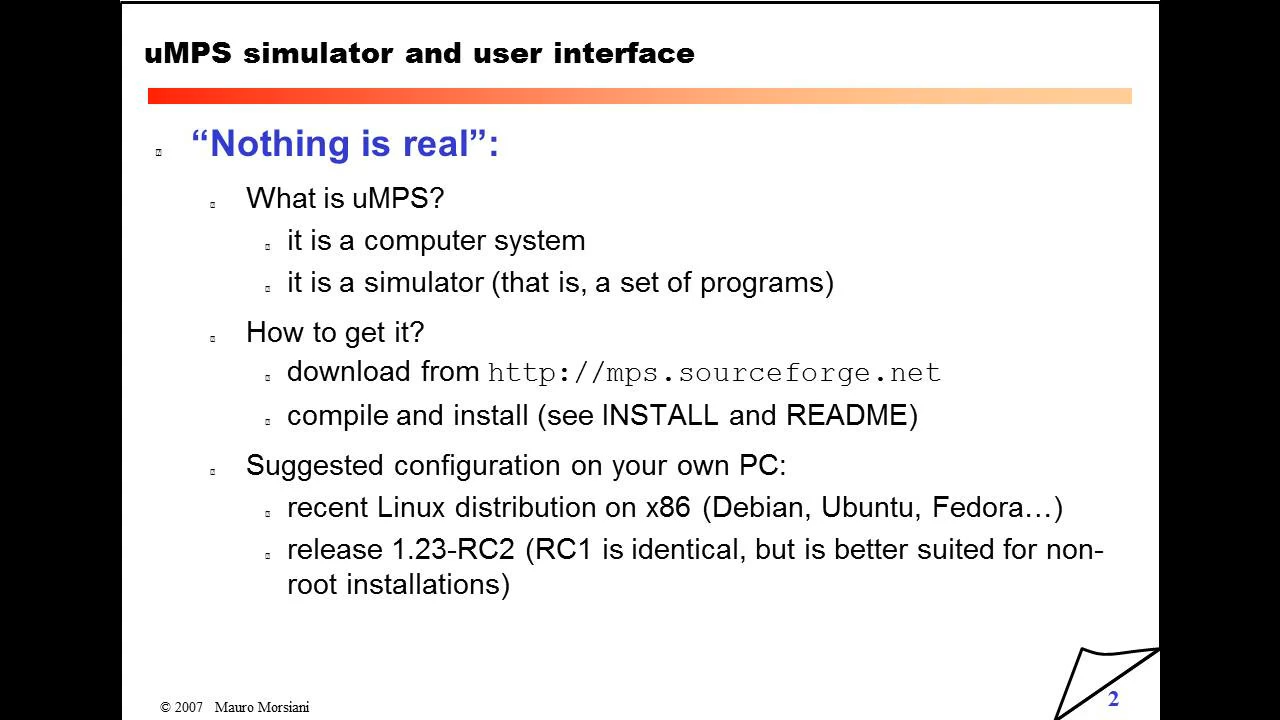 uMPS simulator and user interface
“Nothing is real”:
What is uMPS?
it is a computer system
it is a simulator (that is, a set of programs)
How to get it?
download from http://mps.sourceforge.net
compile and install (see INSTALL and README)
Suggested configuration on your own PC:
recent Linux distribution on x86 (Debian, Ubuntu, Fedora…)
release 1.23-RC2 (RC1 is identical, but is better suited for non-
root installations)
© 2007 Mauro Morsiani
2